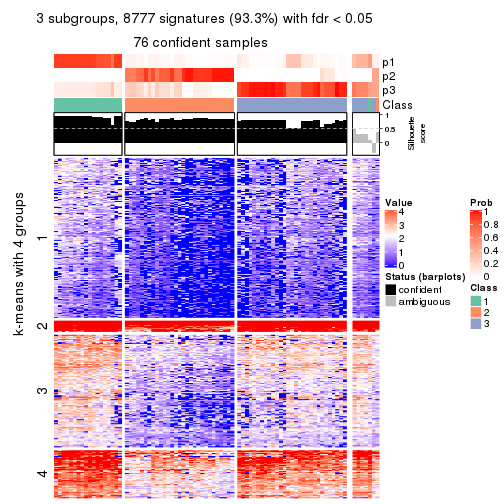 3 subgroups, 8777 signatures (93.3%) with fdr < 0.05
76 confident samples
p1
p2
p3
Class
1
0.5
0
Silhouette
score
k-means with 4 groups
1
2
3
4
Value
4
3
2
1
0
Status (barplots)
confident
ambiguous
Prob
1
0.8
0.6
0.4
0.2
0
Class
1
2
3